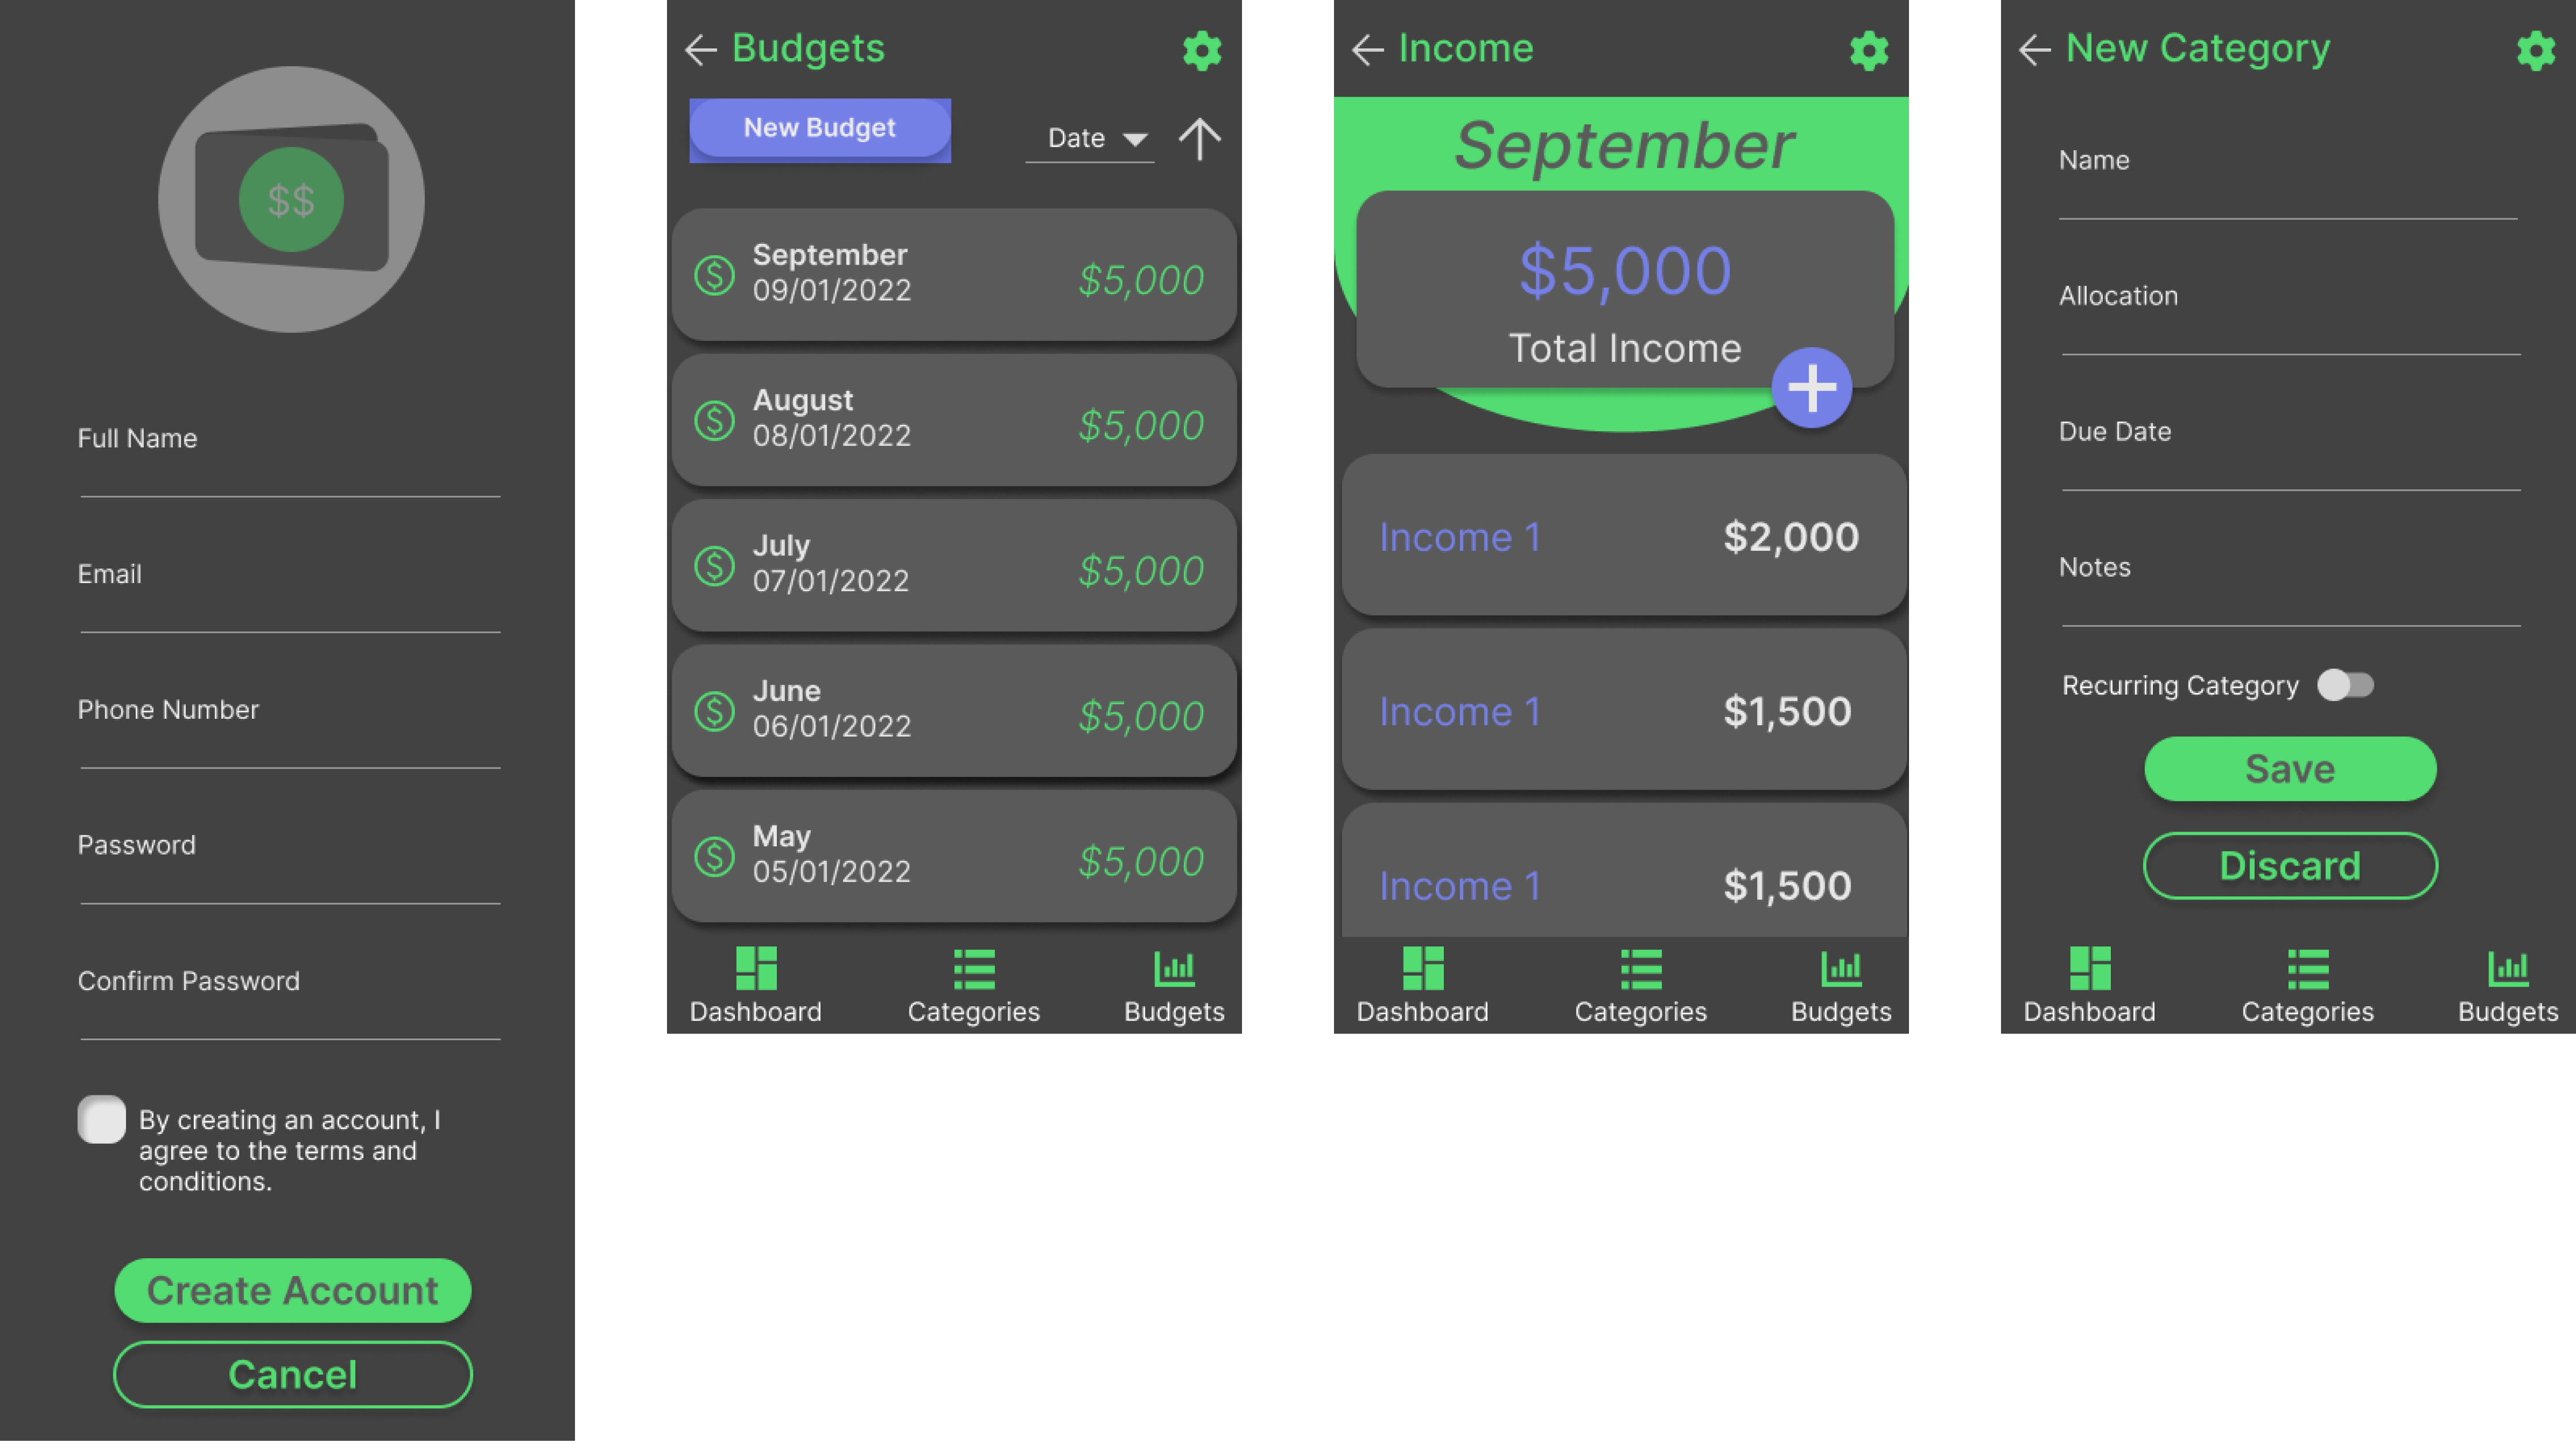 $$
Full Name
Email
Phone Number
Password
Confirm Password
By creating an account, I
agree to the terms and
conditions.
Create Account
Cancel
Budgets
New Budget
Date
September
09/01/2022
$5,000
August
08/01/2022
$5,000
July
07/01/2022
$5,000
June
06/01/2022
$5,000
May
05/01/2022
$5,000
Dashboard
Categories
Budgets
Income
September
$5,000
Total Income
Income 1
$2,000
Income 1
$1,500
Income 1
$1,500
Dashboard
Categories
Budgets
New Category
Name
Allocation
Due Date
Notes
Recurring Category
Save
Discard
Dashboard
Categories
Budgets